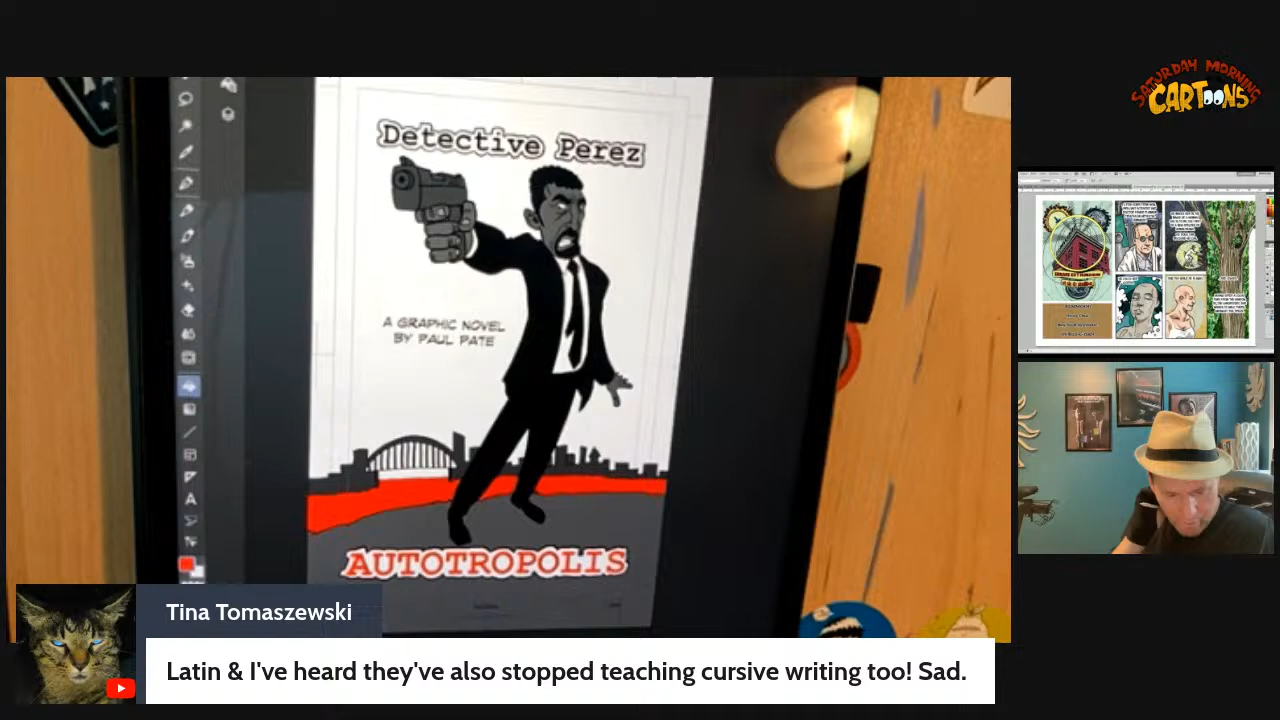 SATURDAY MORNING
CARTOONS
Detective Perez
A GRAPHIC NOVEL
BY PAUL PATE
AUTOTROPOLIS
Tina Tomaszewski
Latin & I've heard they've also stopped teaching cursive writing too! Sad.